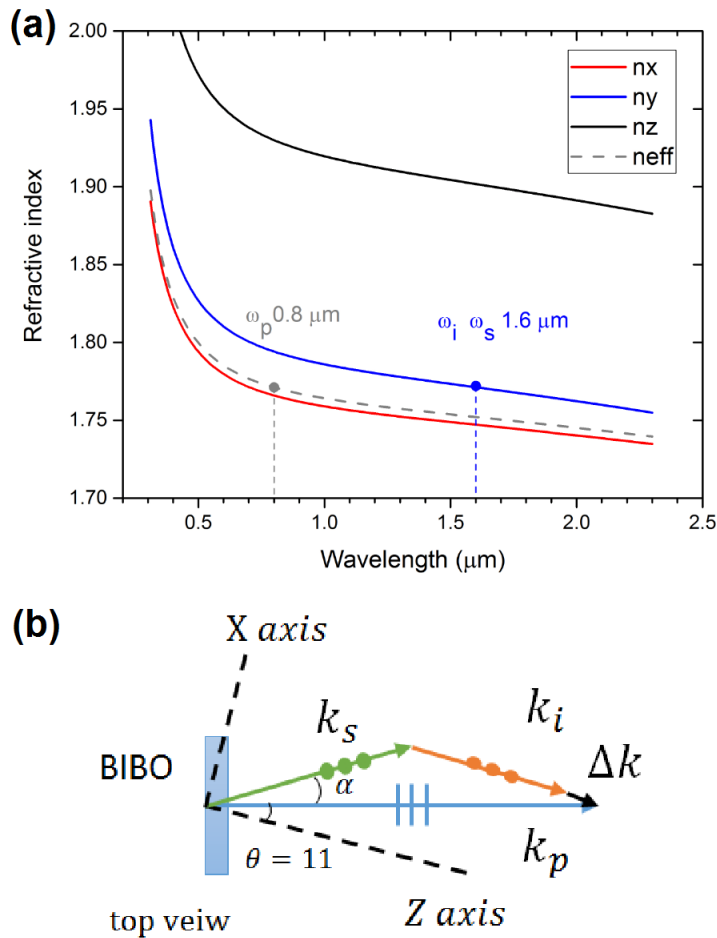 (a)
2.00
1.95
1.90
1.85
1.80
1.75
1.70
Refractive index
nx
ny
nz
neff
ωp 0.8 μm
ωi ωs 1.6 μm
0.5
1.0
1.5
2.0
2.5
Wavelength (μm)
(b)
X axis
BIBO
ks
ki
Δk
α
kp
θ = 11
Z axis
top veiw